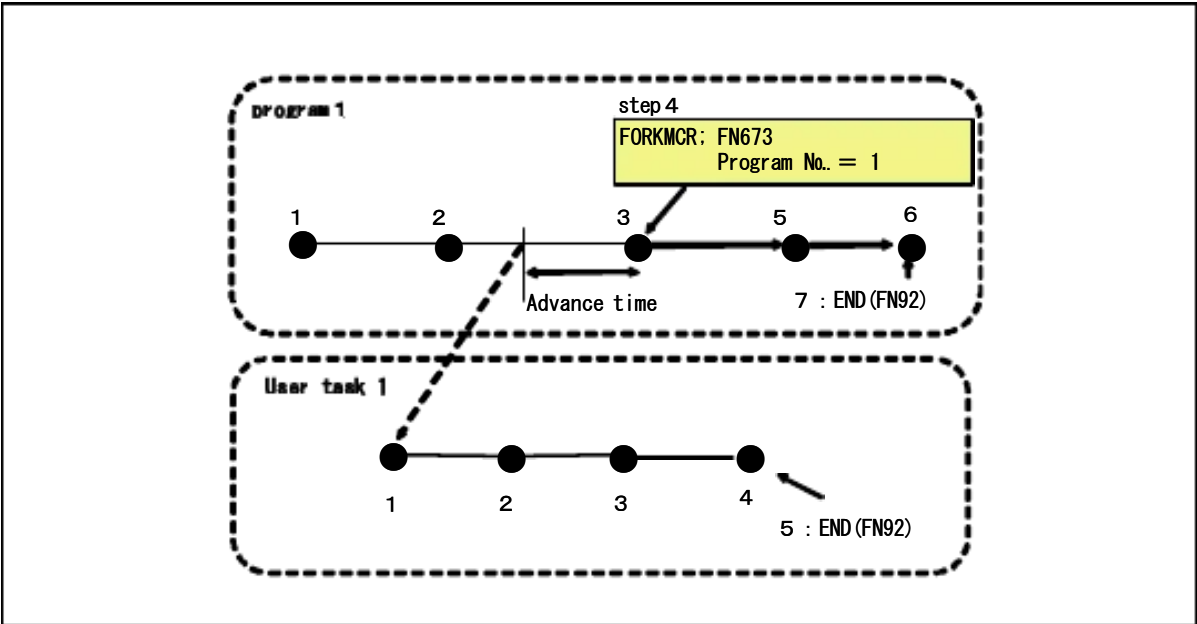 program 1
step 4
FORKMCR; FN673
Program No.. = 1
1 2 3 5 6
Advance time
7 : END(FN92)
User task 1
1 2 3 4
5 : END(FN92)